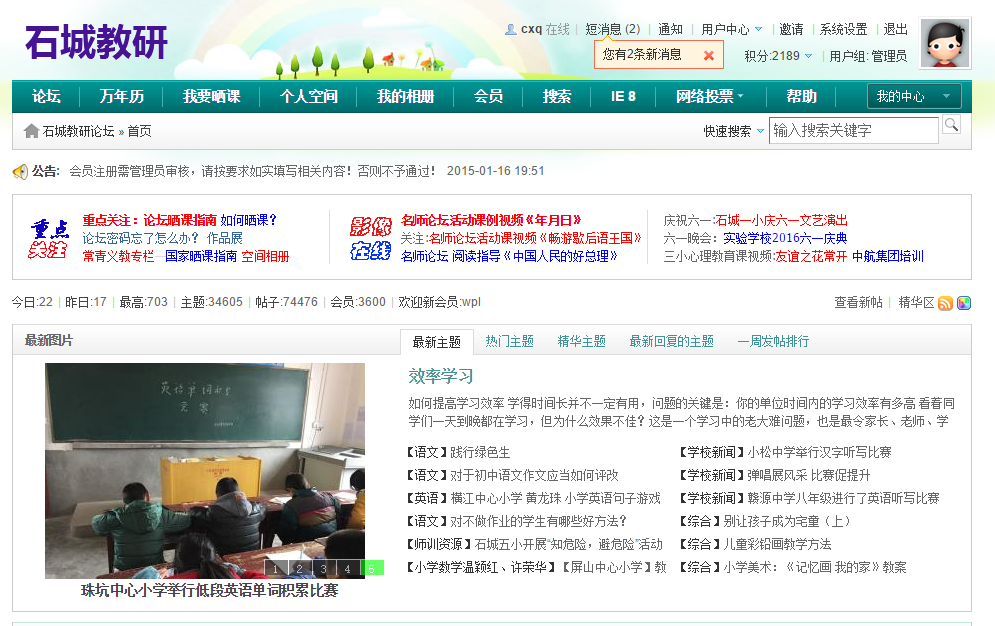 石城教研
cxq 在线 | 短消息 (2) | 通知 | 用户中心 | 邀请 | 系统设置 | 退出
您有2条新消息
积分:2189 | 用户组: 管理员
论坛 万年历 我要晒课 个人空间 我的相册 会员 搜索 IE 8 网络投票 帮助 我的中心
石城教研论坛 » 首页
快速搜索 输入搜索关键字
公告: 会员注册需管理员审核，请按要求如实填写相关内容！否则不予通过！ 2015-01-16 19:51
重点关注
重点关注：论坛晒课指南 如何晒课？
论坛密码忘了怎么办？ 作品展
常青义教专栏—国家晒课指南 空间相册
影像在线
名师论坛活动课例视频《年月日》
关注:名师论坛活动课视频《畅游歇后语王国》
名师论坛 阅读指导《中国人民的好总理》
庆祝六一:石城一小庆六一文艺演出
六一晚会：实验学校2016六一庆典
三小心理教育课视频:友谊之花常开 中航集团培训
今日:22 | 昨日:17 | 最高:703 | 主题:34605 | 帖子:74476 | 会员:3600 | 欢迎新会员:wpl
查看新帖 | 精华区
最新图片
最新主题 热门主题 精华主题 最新回复的主题 一周发帖排行
英语单词积累
竞赛
1 2 3 4 5
珠坑中心小学举行低段英语单词积累比赛
效率学习
如何提高学习效率 学得时间长并不一定有用，问题的关键是：你的单位时间内的学习效率有多高 看着同
学们一天到晚都在学习，但为什么效果不佳？这是一个学习中的老大难问题，也是最令家长、老师、学
【语文】践行绿色生
【语文】对于初中语文作文应当如何评改
【英语】横江中心小学 黄龙珠 小学英语句子游戏
【语文】对不做作业的学生有哪些好方法？
【师训资源】石城五小开展“知危险，避危险”活动
【小学数学温颖红、许荣华】【屏山中心小学】教
【学校新闻】小松中学举行汉字听写比赛
【学校新闻】弹唱展风采 比赛促提升
【学校新闻】赣源中学八年级进行了英语听写比赛
【综合】别让孩子成为宅童（上）
【综合】儿童彩铅画教学方法
【综合】小学美术：《记忆画 我的家》教案